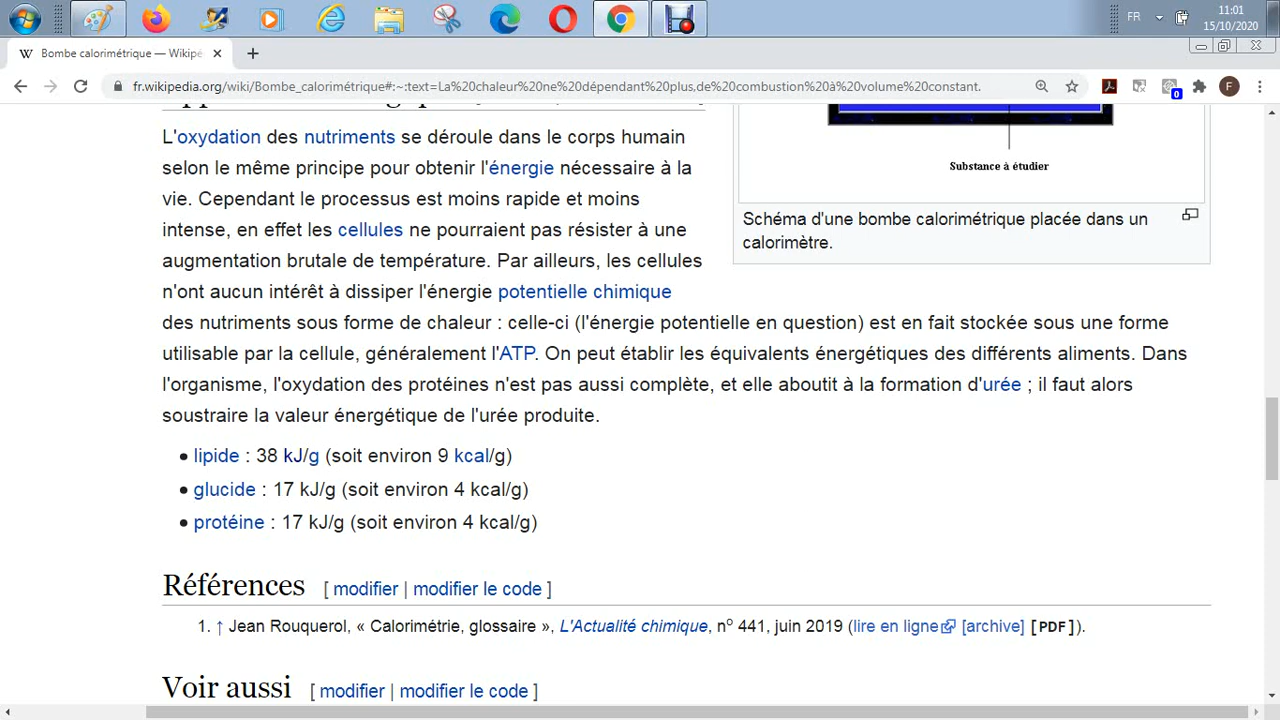 FR
11:01
15/10/2020
W Bombe calorimétrique — Wikipé
fr.wikipedia.org/wiki/Bombe_calorimétrique#:~:text=La%20chaleur%20ne%20dépendant%20plus,de%20combustion%20à%20volume%20constant.
0
F
L'oxydation des nutriments se déroule dans le corps humain
selon le même principe pour obtenir l'énergie nécessaire à la
vie. Cependant le processus est moins rapide et moins
intense, en effet les cellules ne pourraient pas résister à une
augmentation brutale de température. Par ailleurs, les cellules
n'ont aucun intérêt à dissiper l'énergie potentielle chimique
des nutriments sous forme de chaleur : celle-ci (l'énergie potentielle en question) est en fait stockée sous une forme
utilisable par la cellule, généralement l'ATP. On peut établir les équivalents énergétiques des différents aliments. Dans
l'organisme, l'oxydation des protéines n'est pas aussi complète, et elle aboutit à la formation d'urée ; il faut alors
soustraire la valeur énergétique de l'urée produite.
• lipide : 38 kJ/g (soit environ 9 kcal/g)
• glucide : 17 kJ/g (soit environ 4 kcal/g)
• protéine : 17 kJ/g (soit environ 4 kcal/g)
Substance à étudier
Schéma d'une bombe calorimétrique placée dans un
calorimètre.
Références [ modifier | modifier le code ]
1. ↑ Jean Rouquerol, « Calorimétrie, glossaire », L'Actualité chimique, nº 441, juin 2019 (lire en ligne [archive] [PDF]).
Voir aussi [ modifier | modifier le code ]